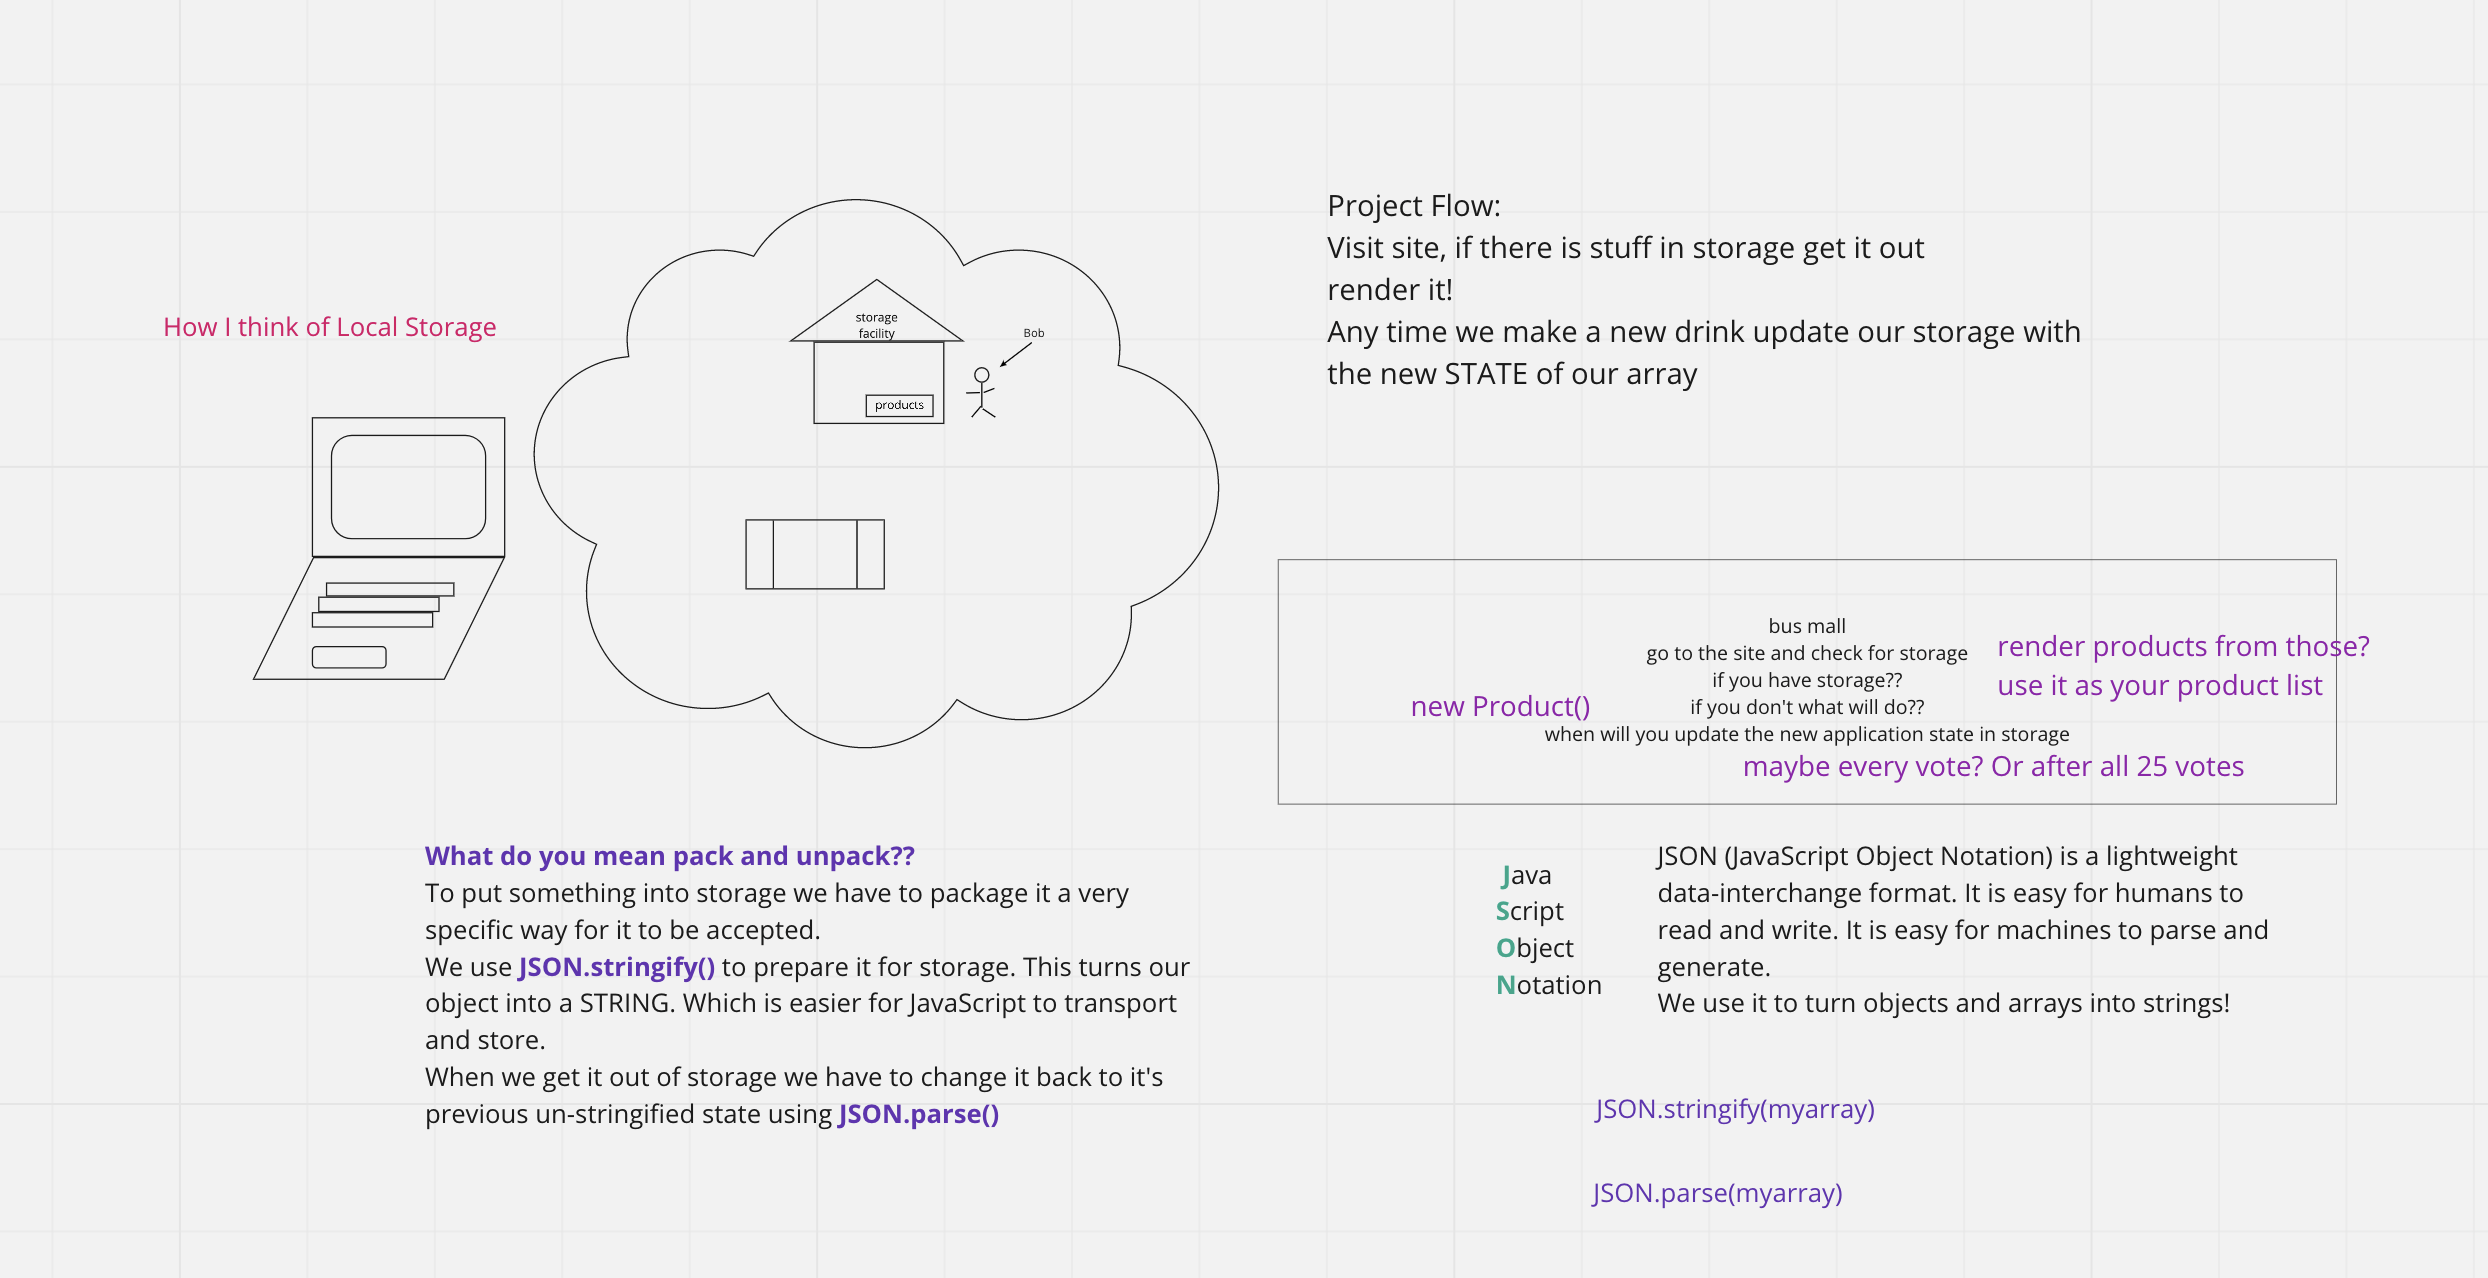 How I think of Local Storage
storage
facility
products
Bob
Project Flow:
Visit site, if there is stuff in storage get it out
render it!
Any time we make a new drink update our storage with
the new STATE of our array
bus mall
go to the site and check for storage
if you have storage??
if you don't what will do??
when will you update the new application state in storage
new Product()
render products from those?
use it as your product list
maybe every vote? Or after all 25 votes
What do you mean pack and unpack??
To put something into storage we have to package it a very
specific way for it to be accepted.
We use JSON.stringify() to prepare it for storage. This turns our
object into a STRING. Which is easier for JavaScript to transport
and store.
When we get it out of storage we have to change it back to it's
previous un-stringified state using JSON.parse()
Java
Script
Object
Notation
JSON (JavaScript Object Notation) is a lightweight
data-interchange format. It is easy for humans to
read and write. It is easy for machines to parse and
generate.
We use it to turn objects and arrays into strings!
JSON.stringify(myarray)
JSON.parse(myarray)